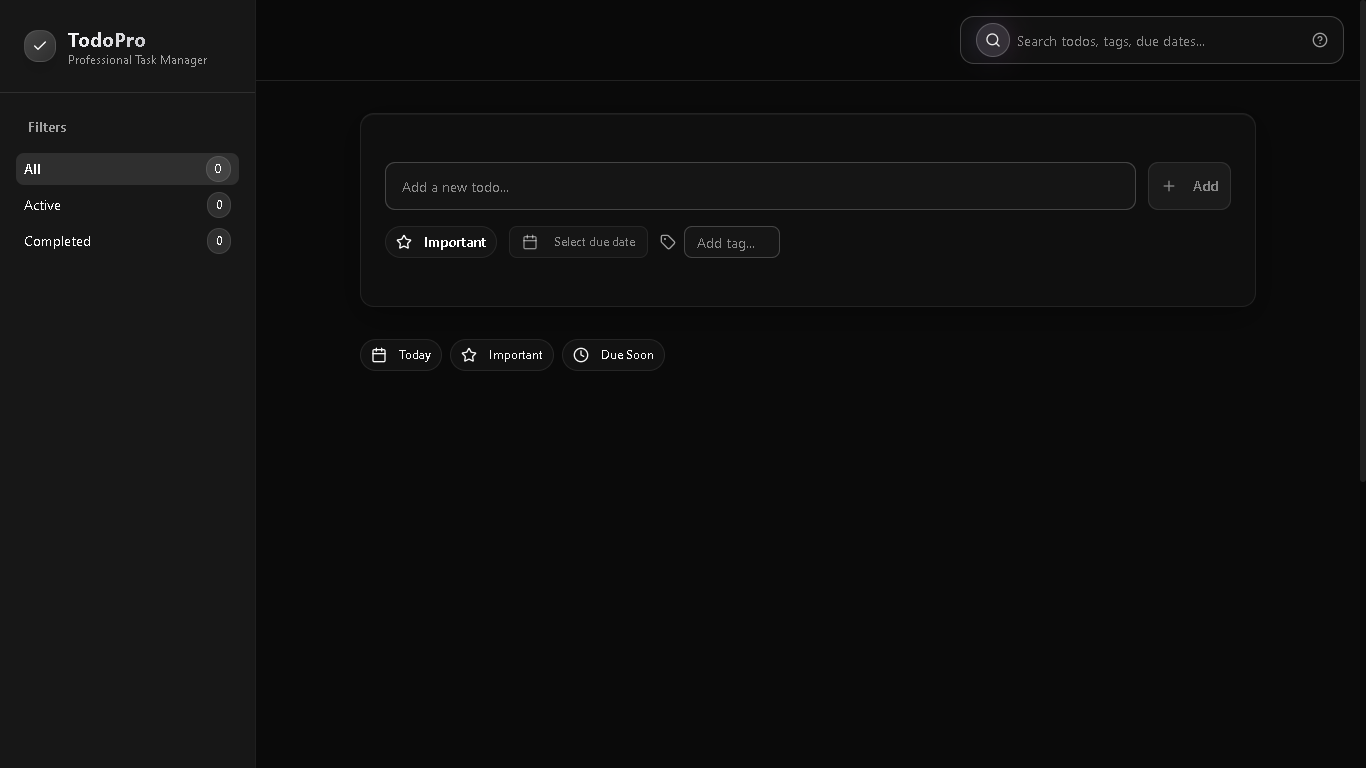 TodoPro
Professional Task Manager
Search todos, tags, due dates...
Filters
All 0
Active 0
Completed 0
Add a new todo...
Add
Important
Select due date
Add tag...
Today
Important
Due Soon